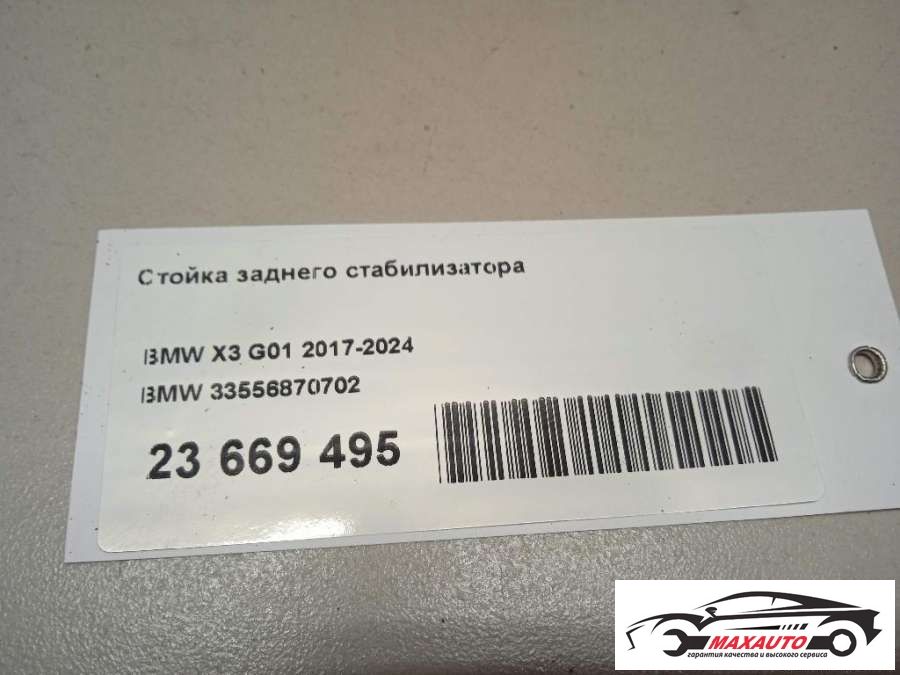 Стойка заднего стабилизатора
BMW X3 G01 2017-2024
BMW 33556870702
23 669 495
MAXAUTO
гарантия качества и высокого сервиса